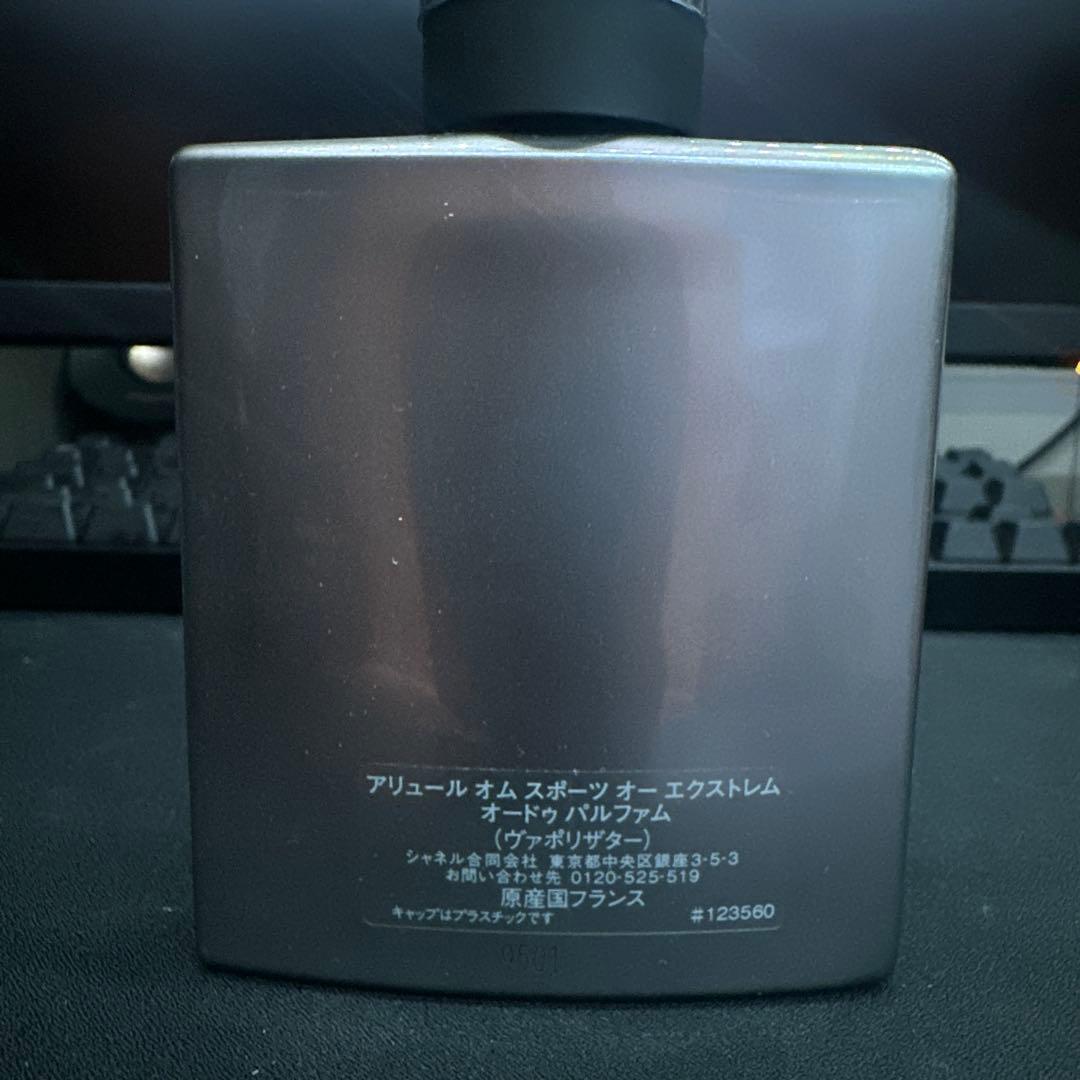 アリュール オム スポーツ オー エクストレム
オードゥ パルファム
(ヴァポリザター)
シャネル合同会社 東京都中央区銀座3-5-3
お問い合わせ先 0120-525-519
原産国フランス
キャップはプラスチックです #123560